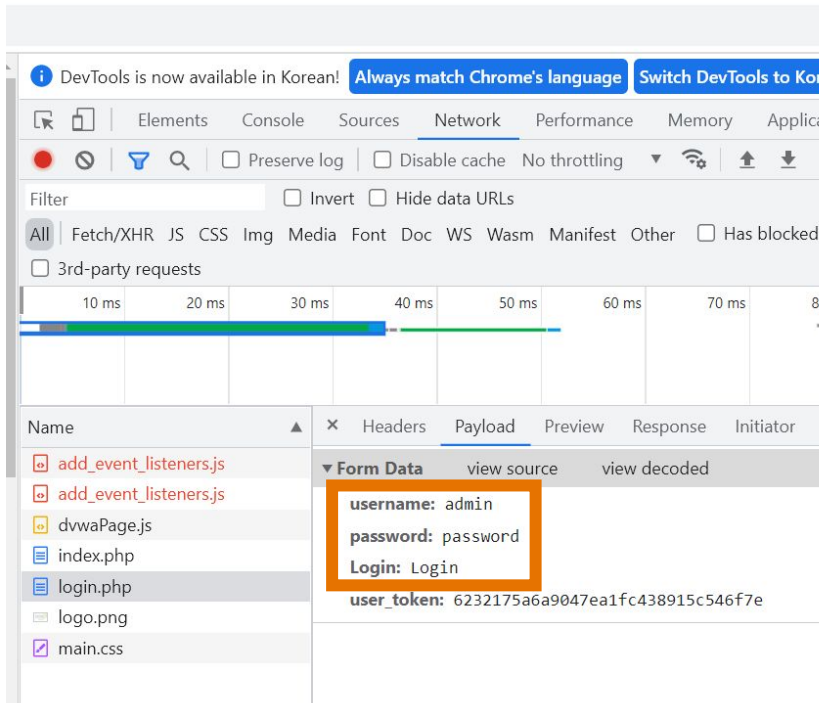 DevTools is now available in Korean! Always match Chrome's language Switch DevTools to Ko
Elements Console Sources Network Performance Memory Applica
Preserve log Disable cache No throttling
Filter Invert Hide data URLs
All Fetch/XHR JS CSS Img Media Font Doc WS Wasm Manifest Other Has blocked
3rd-party requests
10 ms 20 ms 30 ms 40 ms 50 ms 60 ms 70 ms 8
Name Headers Payload Preview Response Initiator
add_event_listeners.js Form Data view source view decoded
add_event_listeners.js username: admin
dvwaPage.js password: password
index.php Login: Login
login.php user_token: 6232175a6a9047ea1fc438915c546f7e
logo.png
main.css